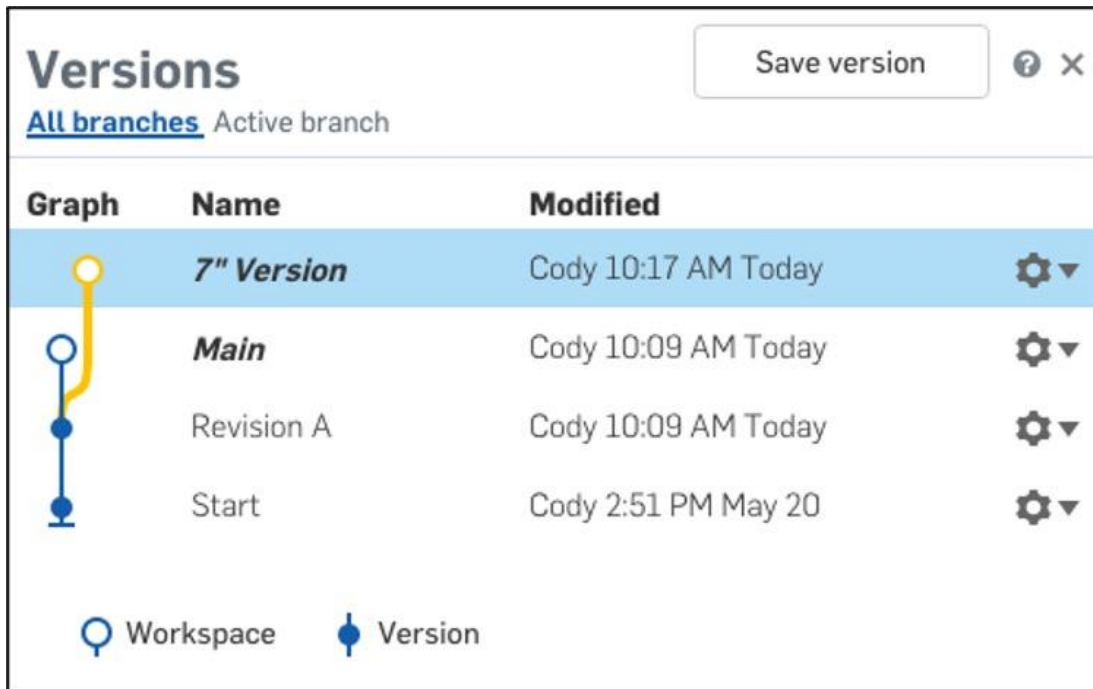 Versions
Save version
All branches Active branch
Graph Name Modified
7" Version Cody 10:17 AM Today
Main Cody 10:09 AM Today
Revision A Cody 10:09 AM Today
Start Cody 2:51 PM May 20
Workspace Version